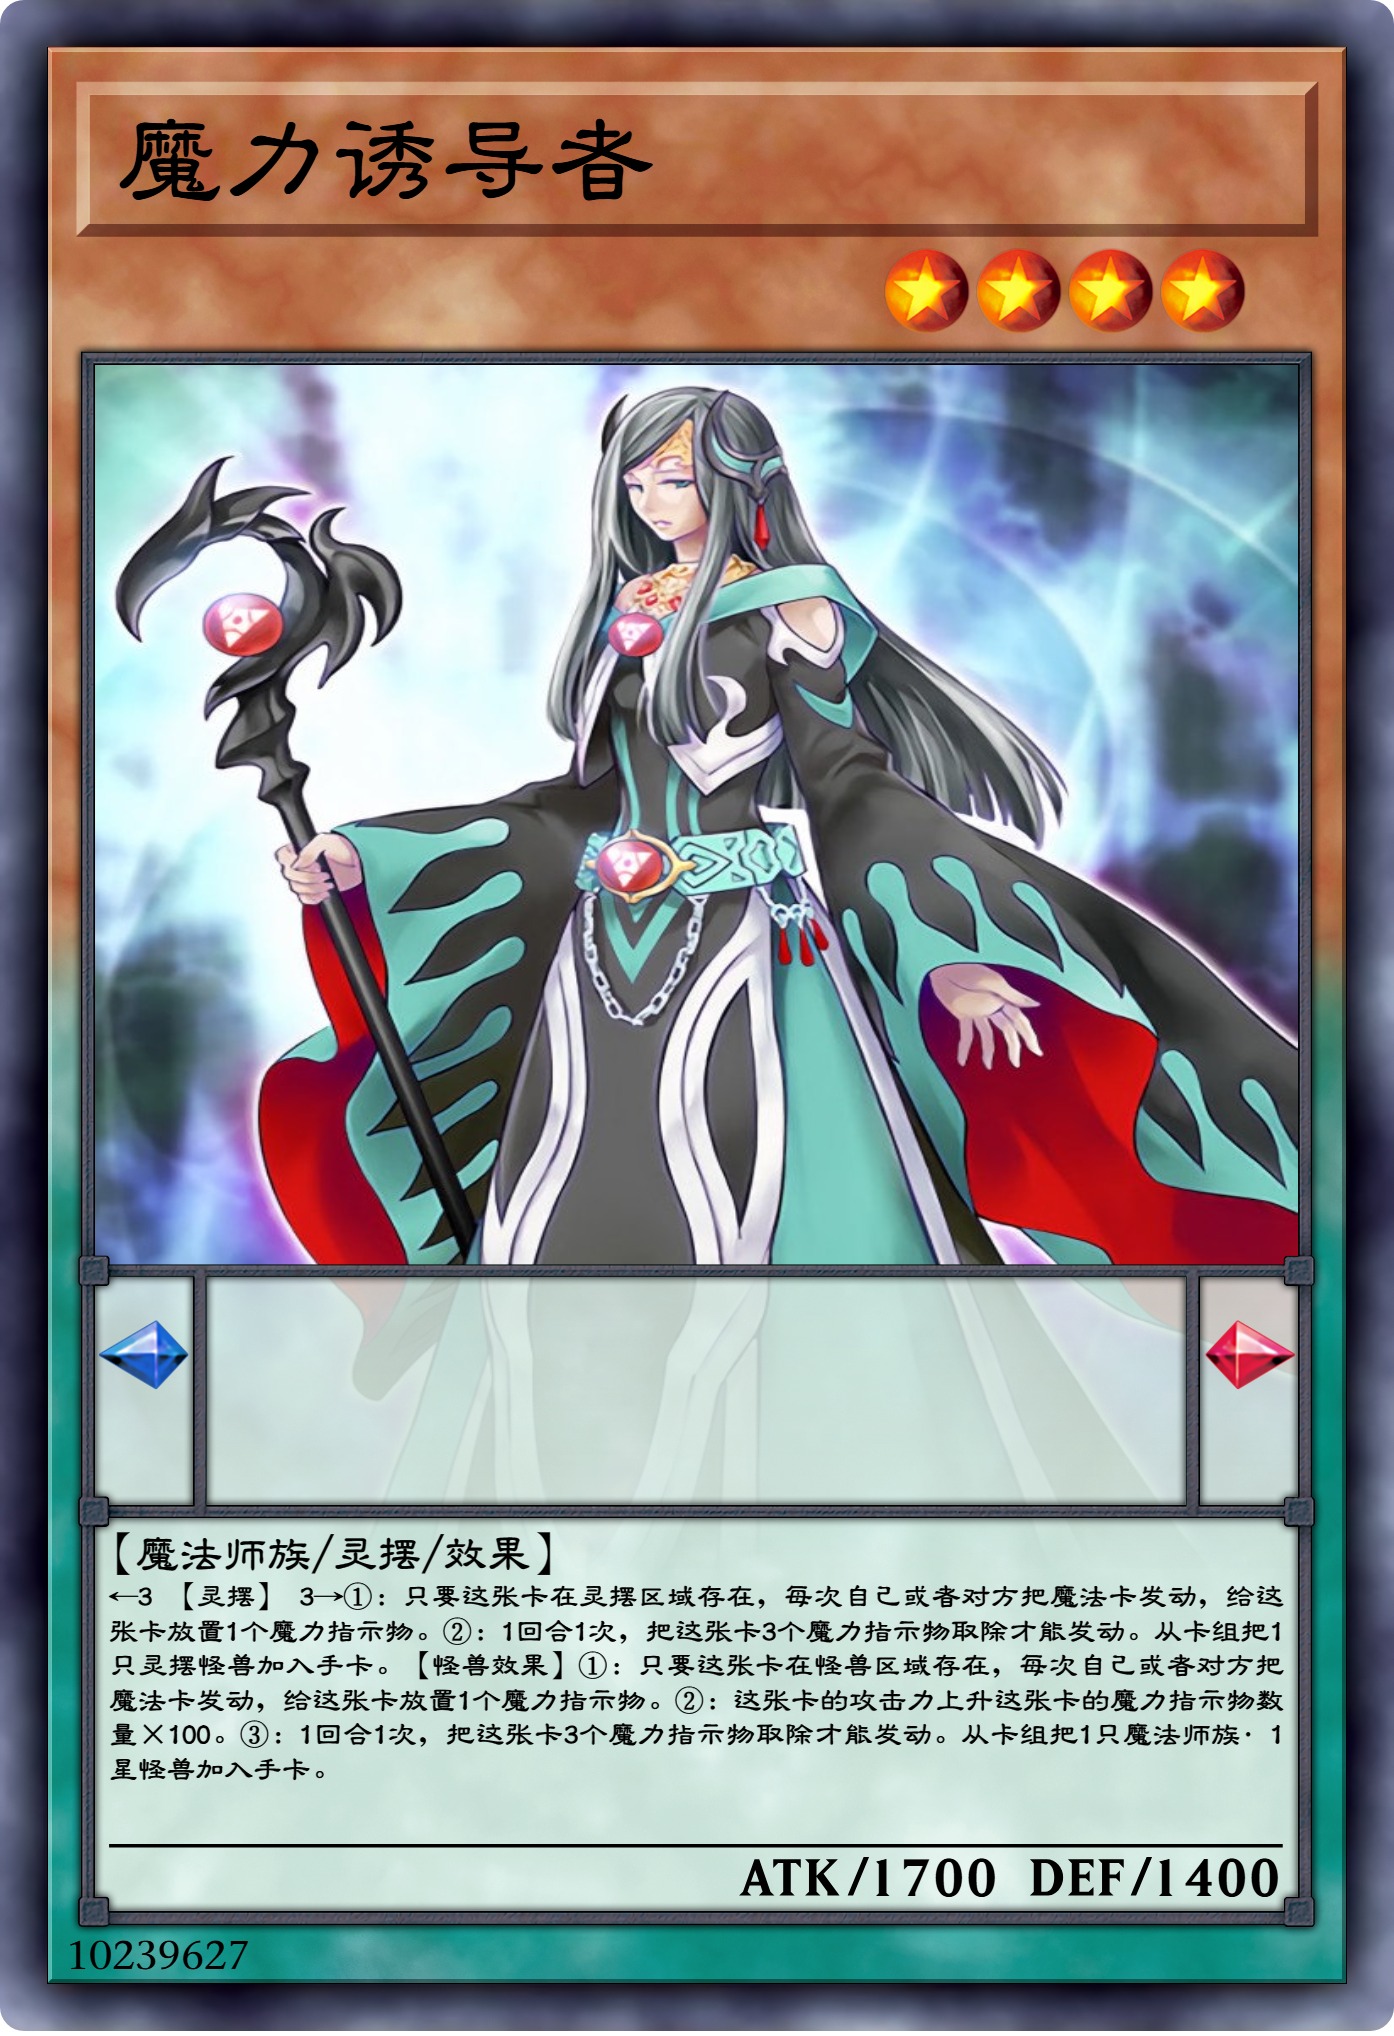 魔力诱导者
【魔法师族/灵摆/效果】
←3 【灵摆】 3→①：只要这张卡在灵摆区域存在，每次自己或者对方把魔法卡发动，给这
张卡放置1个魔力指示物。②：1回合1次，把这张卡3个魔力指示物取除才能发动。从卡组把1
只灵摆怪兽加入手卡。【怪兽效果】①：只要这张卡在怪兽区域存在，每次自己或者对方把
魔法卡发动，给这张卡放置1个魔力指示物。②：这张卡的攻击力上升这张卡的魔力指示物数
量×100。③：1回合1次，把这张卡3个魔力指示物取除才能发动。从卡组把1只魔法师族·1
星怪兽加入手卡。
ATK/1700 DEF/1400
10239627